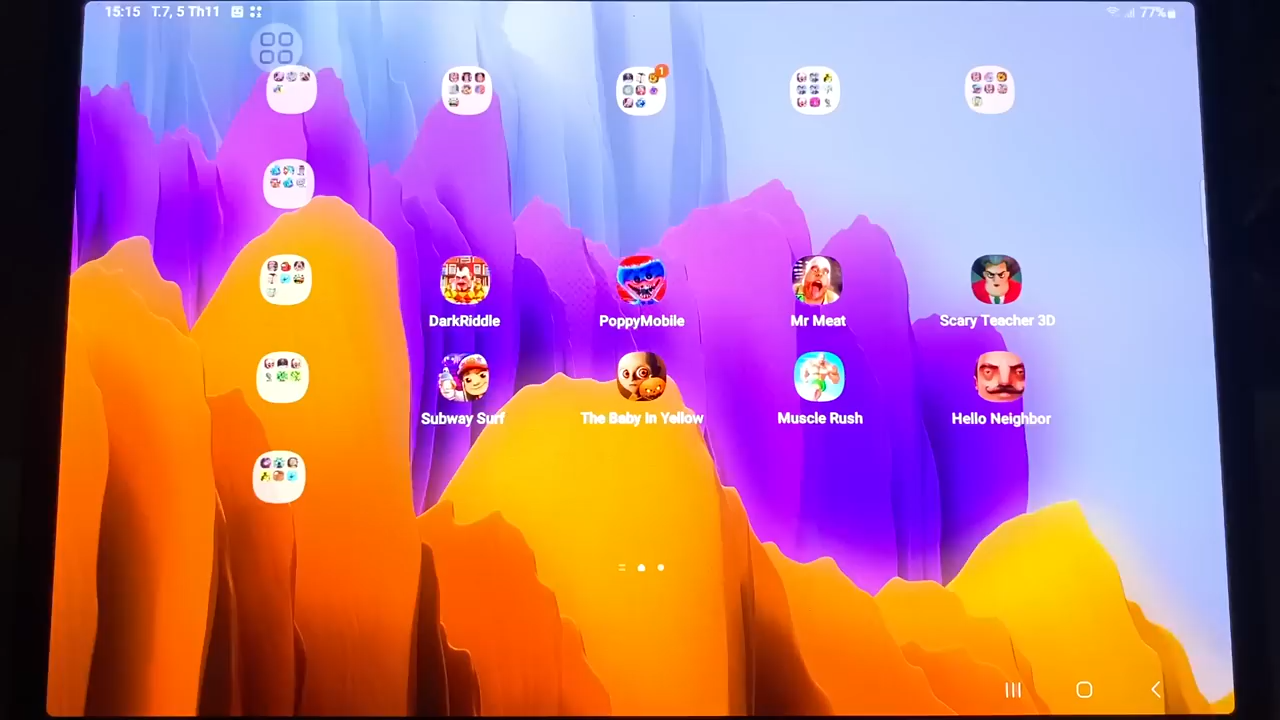 15:15 T.7, 5 Th11
77%
1
DarkRiddle
PoppyMobile
Mr Meat
Scary Teacher 3D
Subway Surf
The Baby In Yellow
Muscle Rush
Hello Neighbor